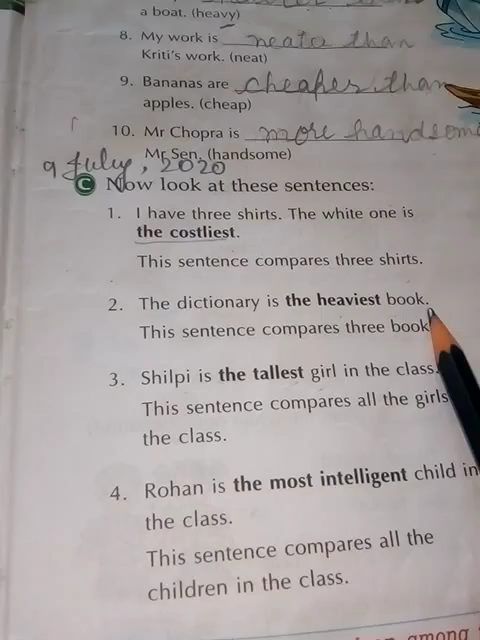 a boat. (heavy)
8. My work is neater than
Kriti's work. (neat)
9. Bananas are cheaper than
apples. (cheap)
10. Mr Chopra is more handsom
Mr Sen. (handsome)
9 July, 2020
C Now look at these sentences:
1. I have three shirts. The white one is
the costliest.
This sentence compares three shirts.
2. The dictionary is the heaviest book.
This sentence compares three book
3. Shilpi is the tallest girl in the class.
This sentence compares all the girls
the class.
4. Rohan is the most intelligent child in
the class.
This sentence compares all the
children in the class.
among